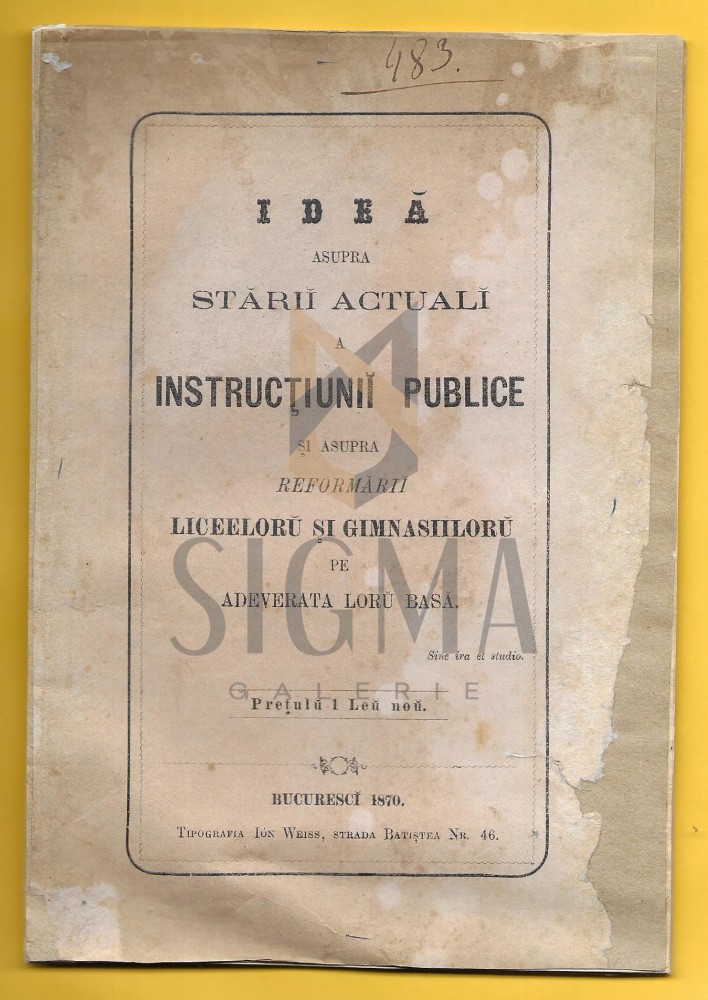 483.
IDEĂ
ASUPRA
STĂRIĬ ACTUALĬ
A
INSTRUCŢIUNIĬ PUBLICE
ŞI ASUPRA
REFORMĂRIĬ
LICEELORŬ ŞI GIMNASIILORŬ
PE
ADEVERATA LORŬ BASĂ.
SIGMA
Sine ira et studio.
GALERIE
Preţulŭ 1 Leŭ noŭ.
BUCURESCĬ 1870.
TIPOGRAFIA IÓN WEISS, STRADA BATIŞTEA NR. 46.